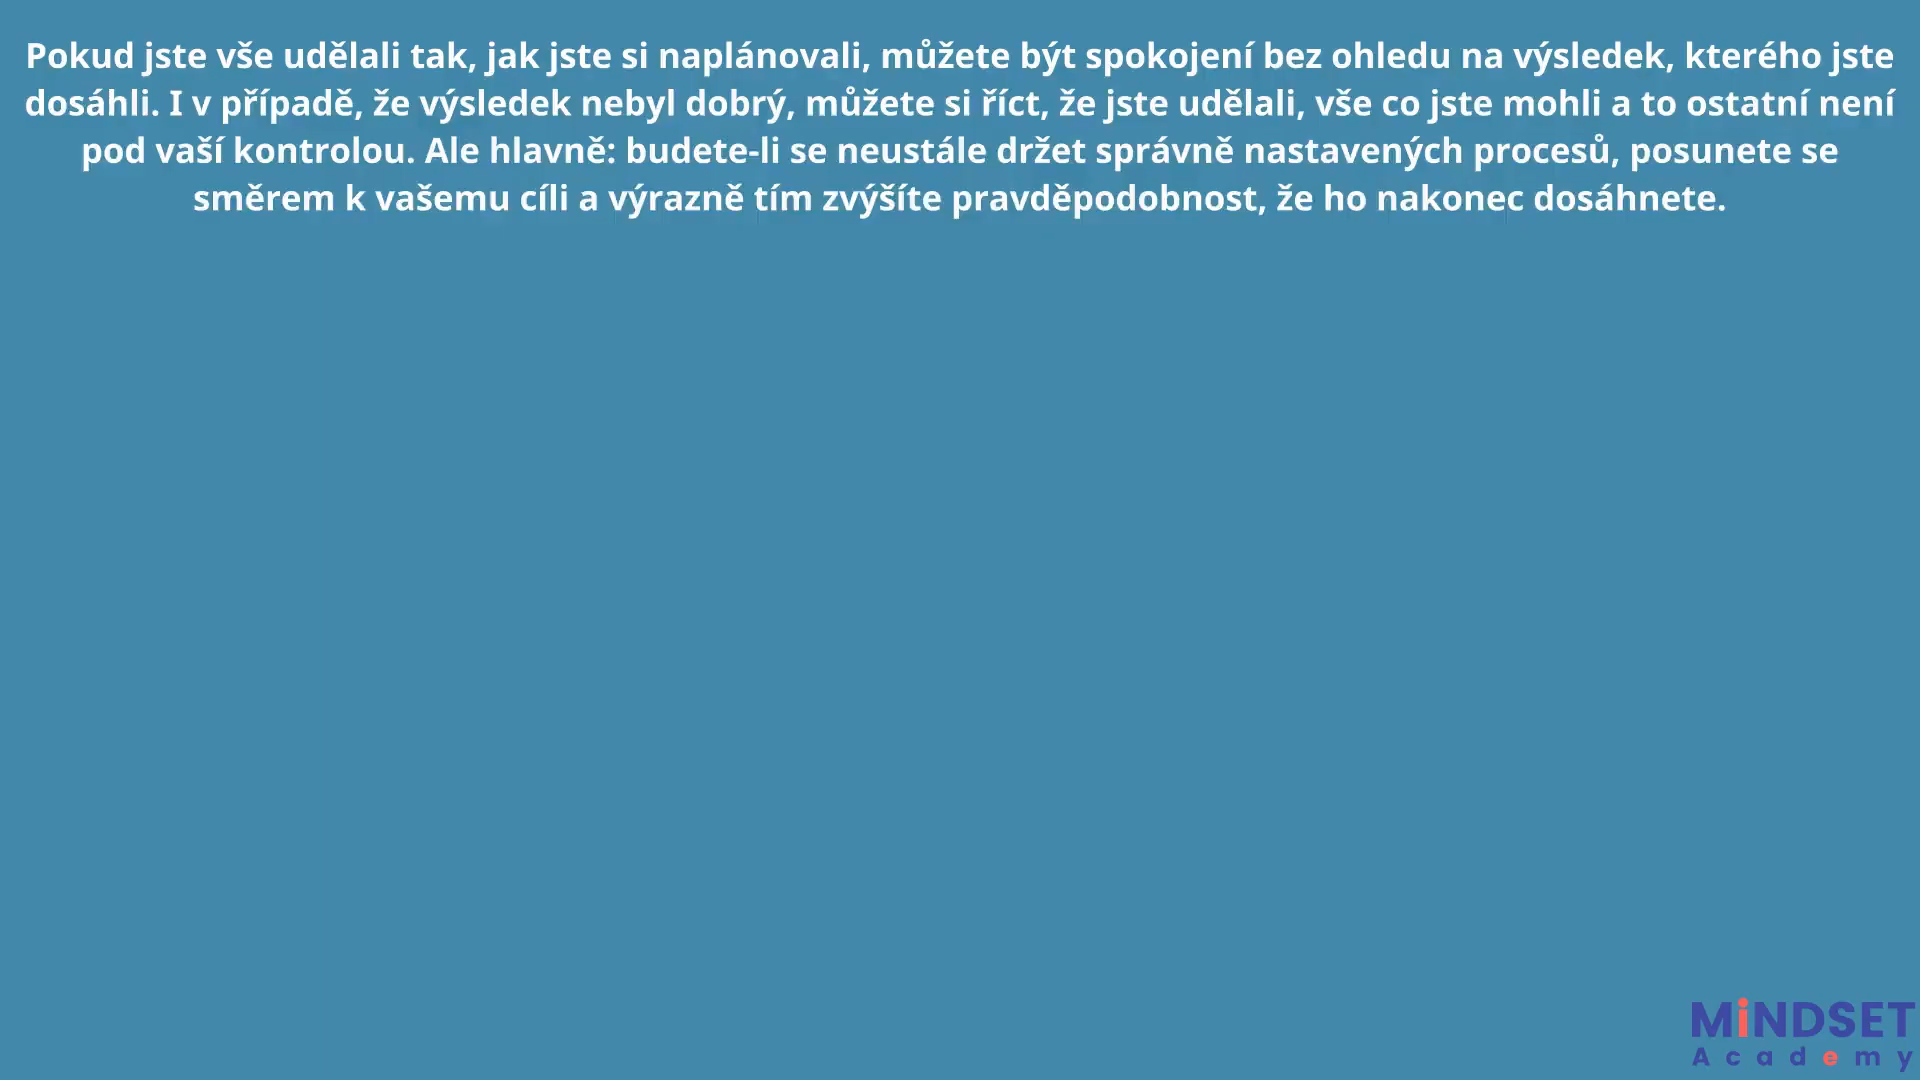 Pokud jste vše udělali tak, jak jste si naplánovali, můžete být spokojení bez ohledu na výsledek, kterého jste
dosáhli. I v případě, že výsledek nebyl dobrý, můžete si říct, že jste udělali, vše co jste mohli a to ostatní není
pod vaší kontrolou. Ale hlavně: budete-li se neustále držet správně nastavených procesů, posunete se
směrem k vašemu cíli a výrazně tím zvýšíte pravděpodobnost, že ho nakonec dosáhnete.
MiNDSET
Academy